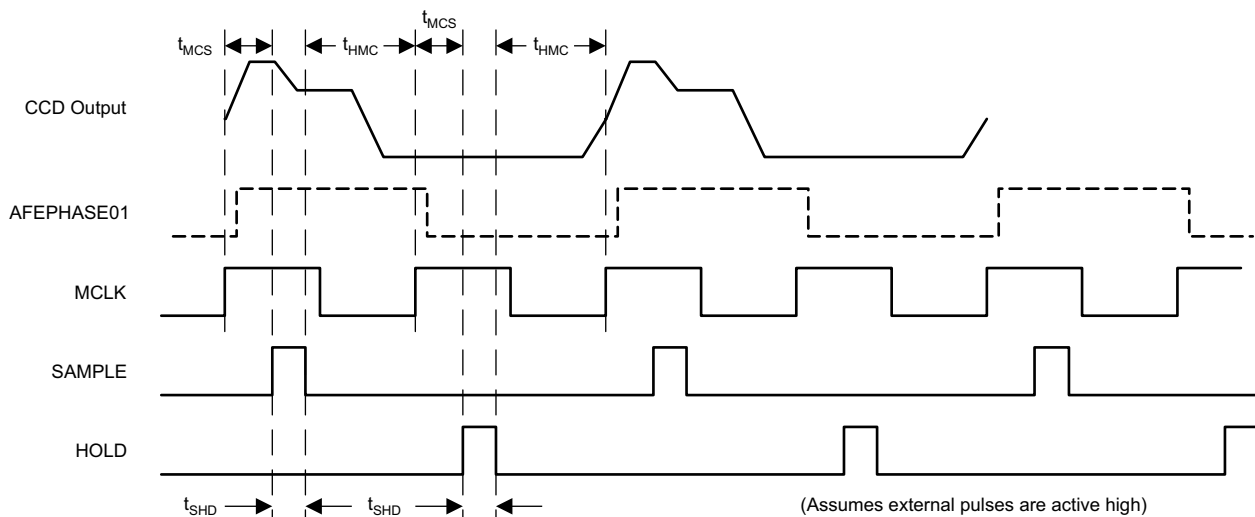 tMCS
tMCS
tHMC
tHMC
CCD Output
AFEPHASE01
MCLK
SAMPLE
HOLD
tSHD
tSHD
(Assumes external pulses are active high)